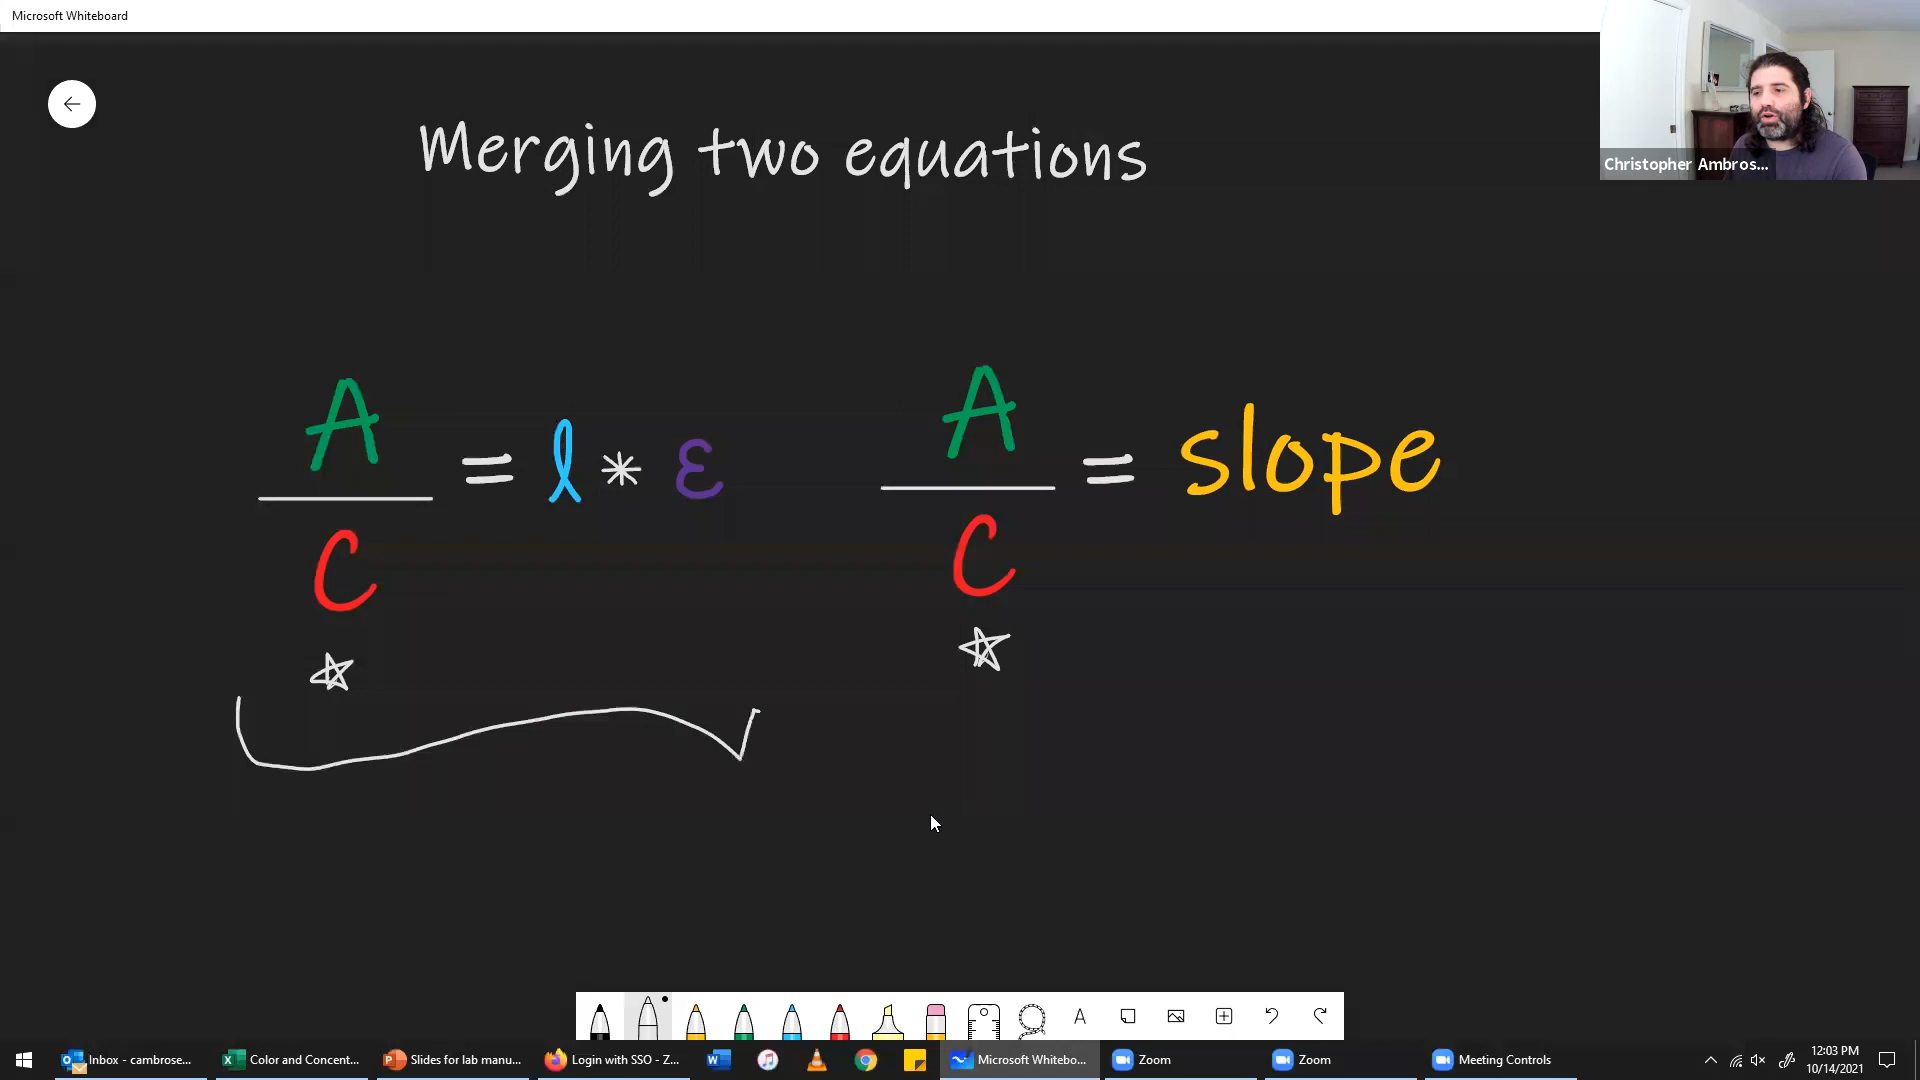 Microsoft Whiteboard
Christopher Ambros...
Merging two equations
A
— = l * ε
C
A
— = slope
C
A
Inbox - cambrose...
Color and Concent...
Slides for lab manu...
Login with SSO - Z...
Microsoft Whitebo...
Zoom
Zoom
Meeting Controls
12:03 PM
10/14/2021